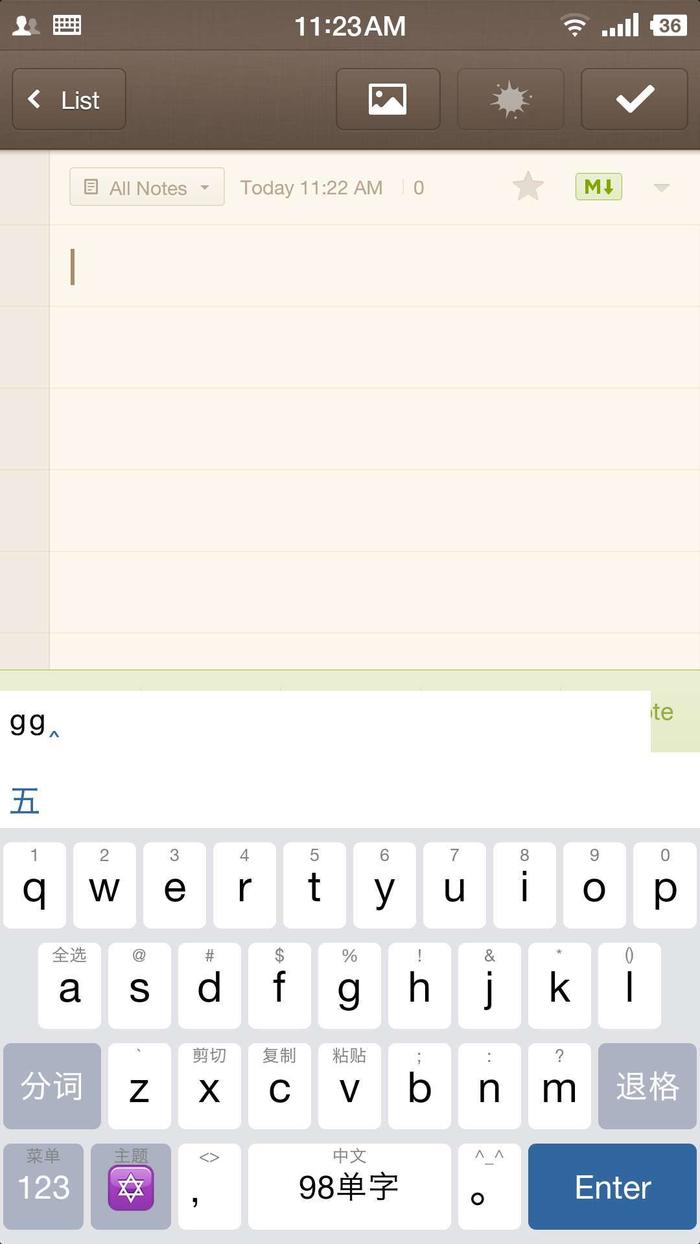 11:23AM
36
List
All Notes Today 11:22 AM 0
M
te
gg^
五
1 2 3 4 5 6 7 8 9 0
q w e r t y u i o p
全选 @ # $ % ! & * ()
a s d f g h j k l
` 剪切 复制 粘贴 ; : ?
分词 z x c v b n m 退格
菜单 主题 <> 中文 ^_^
123 , 98单字 。 Enter